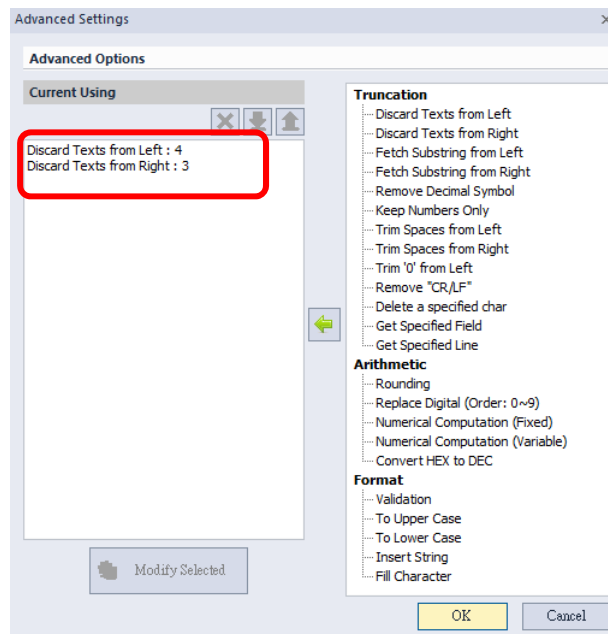 Advanced Settings
Advanced Options
Current Using
Discard Texts from Left : 4
Discard Texts from Right : 3
Modify Selected
Truncation
Discard Texts from Left
Discard Texts from Right
Fetch Substring from Left
Fetch Substring from Right
Remove Decimal Symbol
Keep Numbers Only
Trim Spaces from Left
Trim Spaces from Right
Trim '0' from Left
Remove "CR/LF"
Delete a specified char
Get Specified Field
Get Specified Line
Arithmetic
Rounding
Replace Digital (Order: 0~9)
Numerical Computation (Fixed)
Numerical Computation (Variable)
Convert HEX to DEC
Format
Validation
To Upper Case
To Lower Case
Insert String
Fill Character
OK Cancel